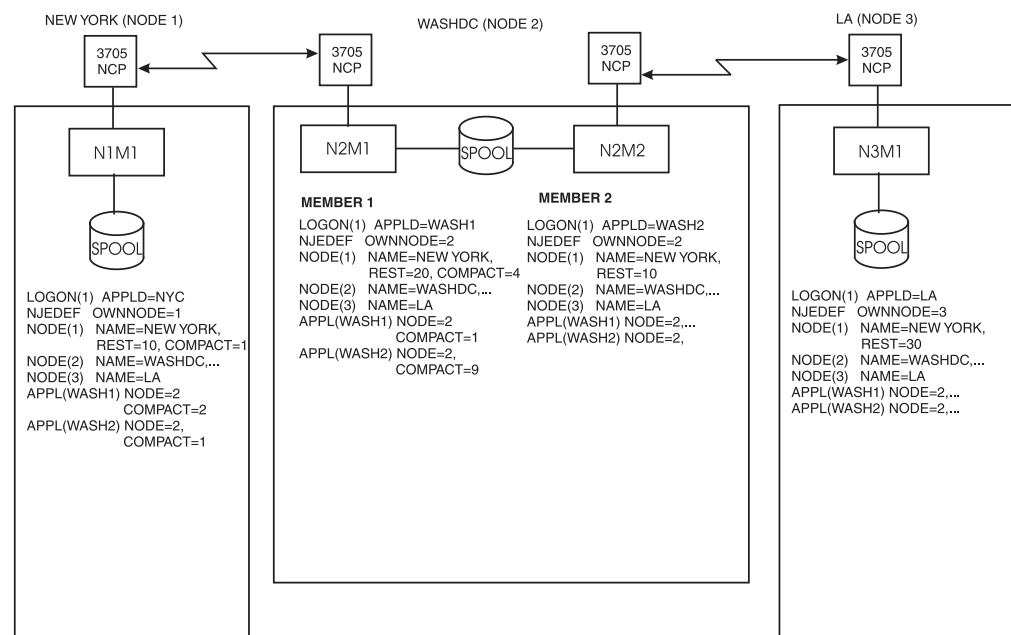 NEW YORK (NODE 1)
WASHDC (NODE 2)
LA (NODE 3)
3705
NCP
3705
NCP
3705
NCP
3705
NCP
N1M1
SPOOL
LOGON(1) APPLD=NYC
NJEDEF OWNNODE=1
NODE(1) NAME=NEW YORK,
REST=10, COMPACT=1
NODE(2) NAME=WASHDC,...
NODE(3) NAME=LA
APPL(WASH1) NODE=2
COMPACT=2
APPL(WASH2) NODE=2,
COMPACT=1
N2M1
SPOOL
N2M2
MEMBER 1
LOGON(1) APPLD=WASH1
NJEDEF OWNNODE=2
NODE(1) NAME=NEW YORK,
REST=20, COMPACT=4
NODE(2) NAME=WASHDC,...
NODE(3) NAME=LA
APPL(WASH1) NODE=2
COMPACT=1
APPL(WASH2) NODE=2,
COMPACT=9
MEMBER 2
LOGON(1) APPLD=WASH2
NJEDEF OWNNODE=2
NODE(1) NAME=NEW YORK,
REST=10
NODE(2) NAME=WASHDC,...
NODE(3) NAME=LA
APPL(WASH1) NODE=2,...
APPL(WASH2) NODE=2,
N3M1
SPOOL
LOGON(1) APPLD=LA
NJEDEF OWNNODE=3
NODE(1) NAME=NEW YORK,
REST=30
NODE(2) NAME=WASHDC,...
NODE(3) NAME=LA
APPL(WASH1) NODE=2,...
APPL(WASH2) NODE=2,...